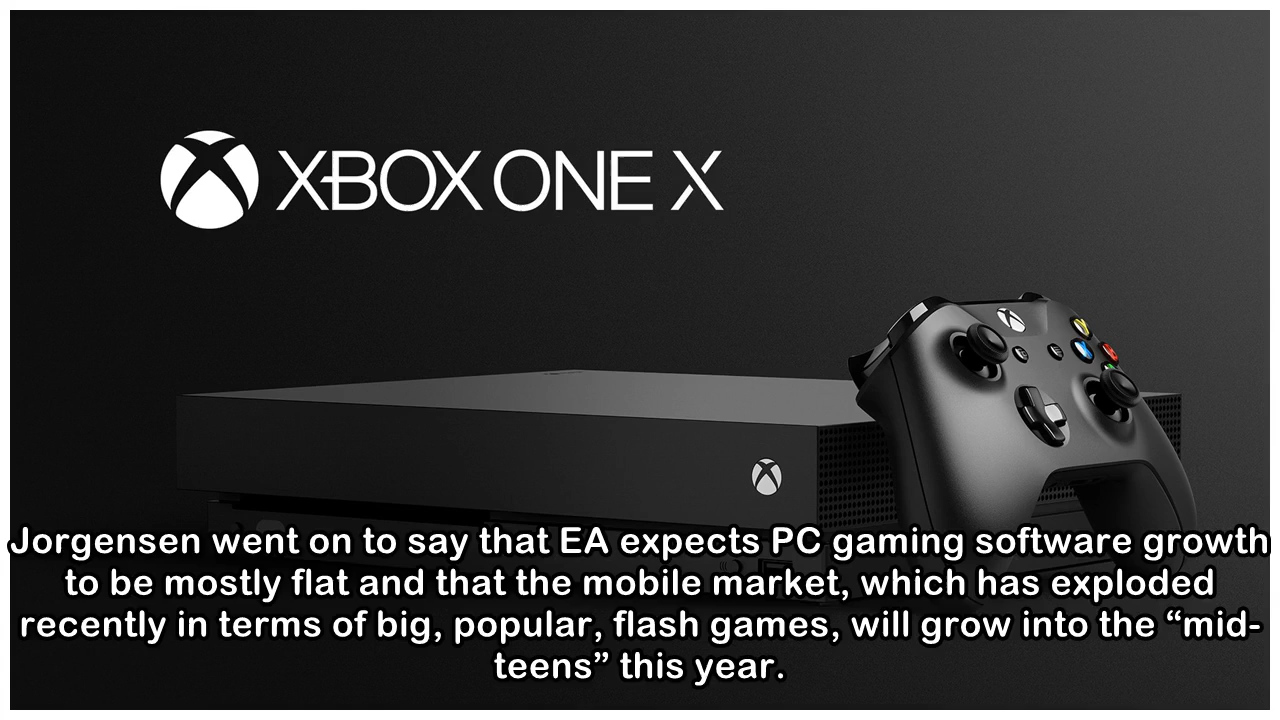 XBOX ONE X
Jorgensen went on to say that EA expects PC gaming software growth
to be mostly flat and that the mobile market, which has exploded
recently in terms of big, popular, flash games, will grow into the “mid-
teens” this year.